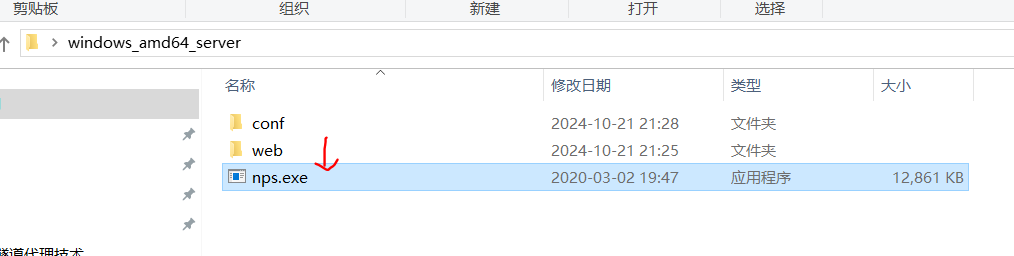 剪贴板 组织 新建 打开 选择
windows_amd64_server
名称 修改日期 类型 大小
conf 2024-10-21 21:28 文件夹
web 2024-10-21 21:25 文件夹
nps.exe 2020-03-02 19:47 应用程序 12,861 KB
隧道代理技术